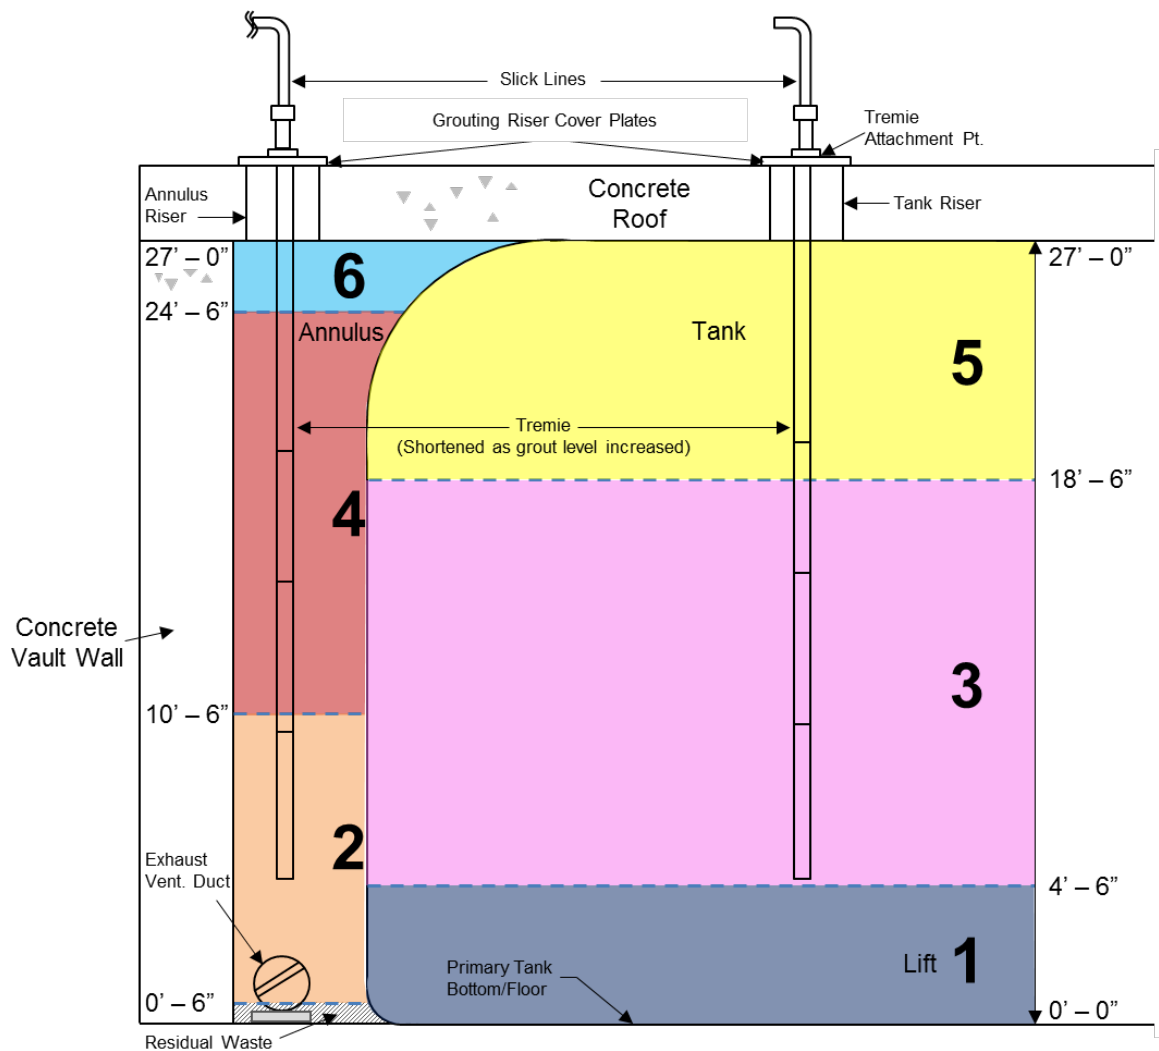 Slick Lines
Grouting Riser Cover Plates
Tremie
Attachment Pt.
Annulus
Riser
Concrete
Roof
Tank Riser
27’ – 0”
6
27’ – 0”
24’ – 6”
Annulus
Tank
5
Tremie
(Shortened as grout level increased)
18’ – 6”
4
Concrete
Vault Wall
3
10’ – 6”
2
Exhaust
Vent. Duct
4’ – 6”
Primary Tank
Bottom/Floor
Lift 1
0’ – 6”
0’ – 0”
Residual Waste